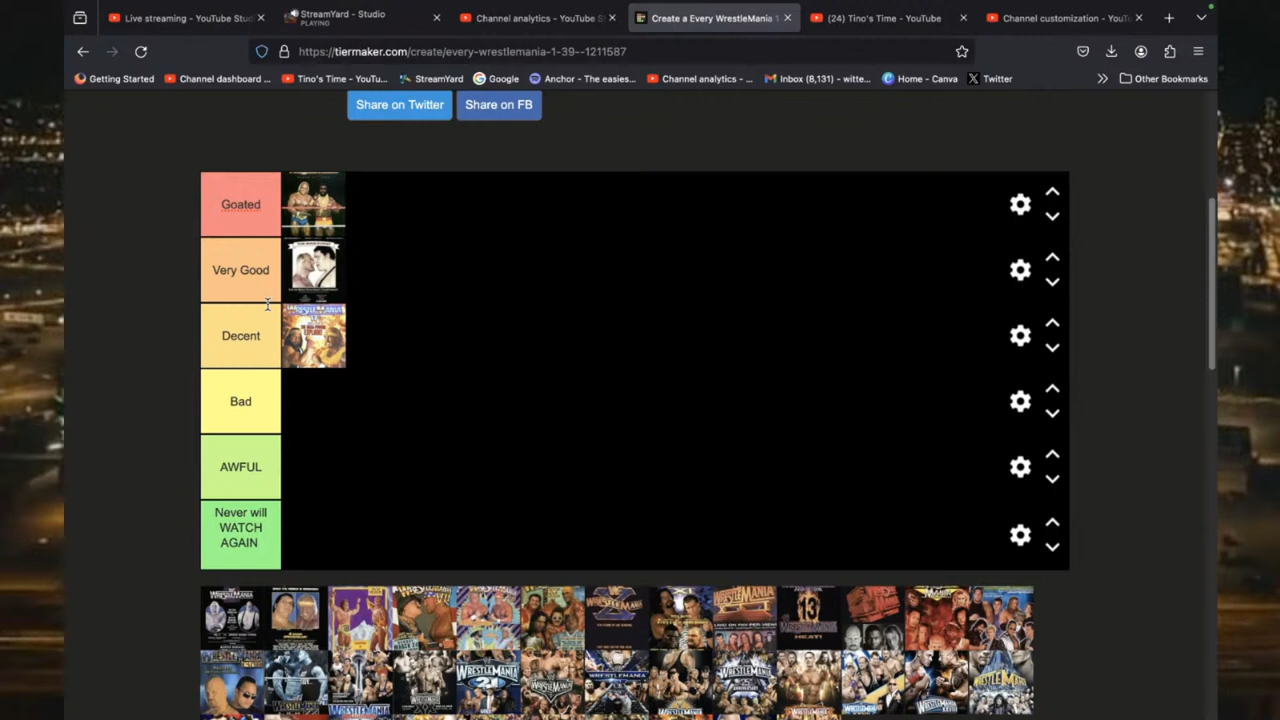 Live streaming - YouTube Stu
StreamYard - Studio
PLAYING
Channel analytics - YouTube S
Create a Every WrestleMania 1
(24) Tino's Time - YouTube
Channel customization - YouTu
https://tiermaker.com/create/every-wrestlemania-1-39--1211587
Getting Started
Channel dashboard ...
Tino's Time - YouTu...
StreamYard
Google
Anchor - The easies...
Channel analytics - ...
Inbox (8,131) - witte...
Home - Canva
Twitter
Other Bookmarks
Share on Twitter
Share on FB
Goated
Very Good
Decent
Bad
AWFUL
Never will
WATCH
AGAIN